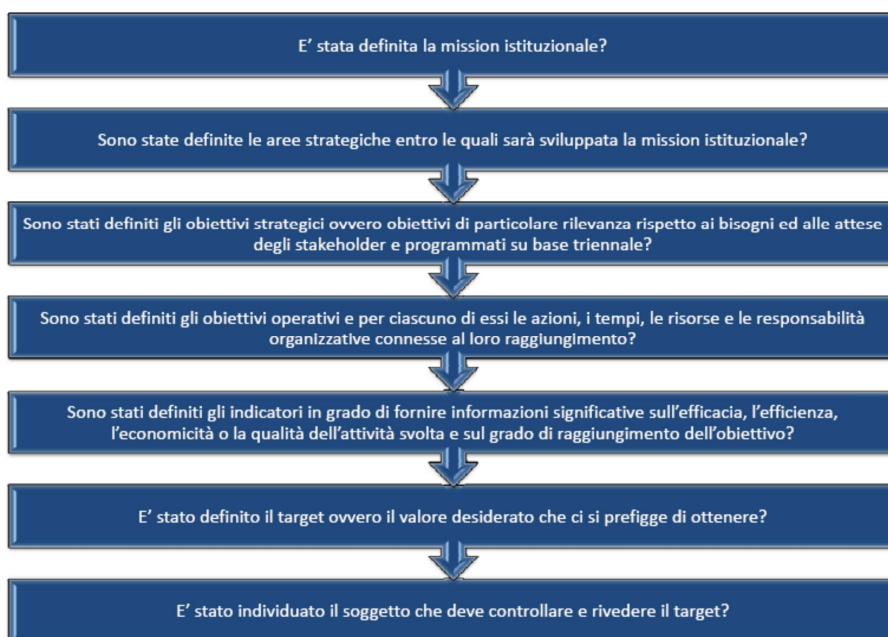 E' stata definita la mission istituzionale?
Sono state definite le aree strategiche entro le quali sarà sviluppata la mission istituzionale?
Sono stati definiti gli obiettivi strategici ovvero obiettivi di particolare rilevanza rispetto ai bisogni ed alle attese
degli stakeholder e programmati su base triennale?
Sono stati definiti gli obiettivi operativi e per ciascuno di essi le azioni, i tempi, le risorse e le responsabilità
organizzative connesse al loro raggiungimento?
Sono stati definiti gli indicatori in grado di fornire informazioni significative sull'efficacia, l'efficienza,
l'economicità o la qualità dell'attività svolta e sul grado di raggiungimento dell'obiettivo?
E' stato definito il target ovvero il valore desiderato che ci si prefigge di ottenere?
E' stato individuato il soggetto che deve controllare e rivedere il target?